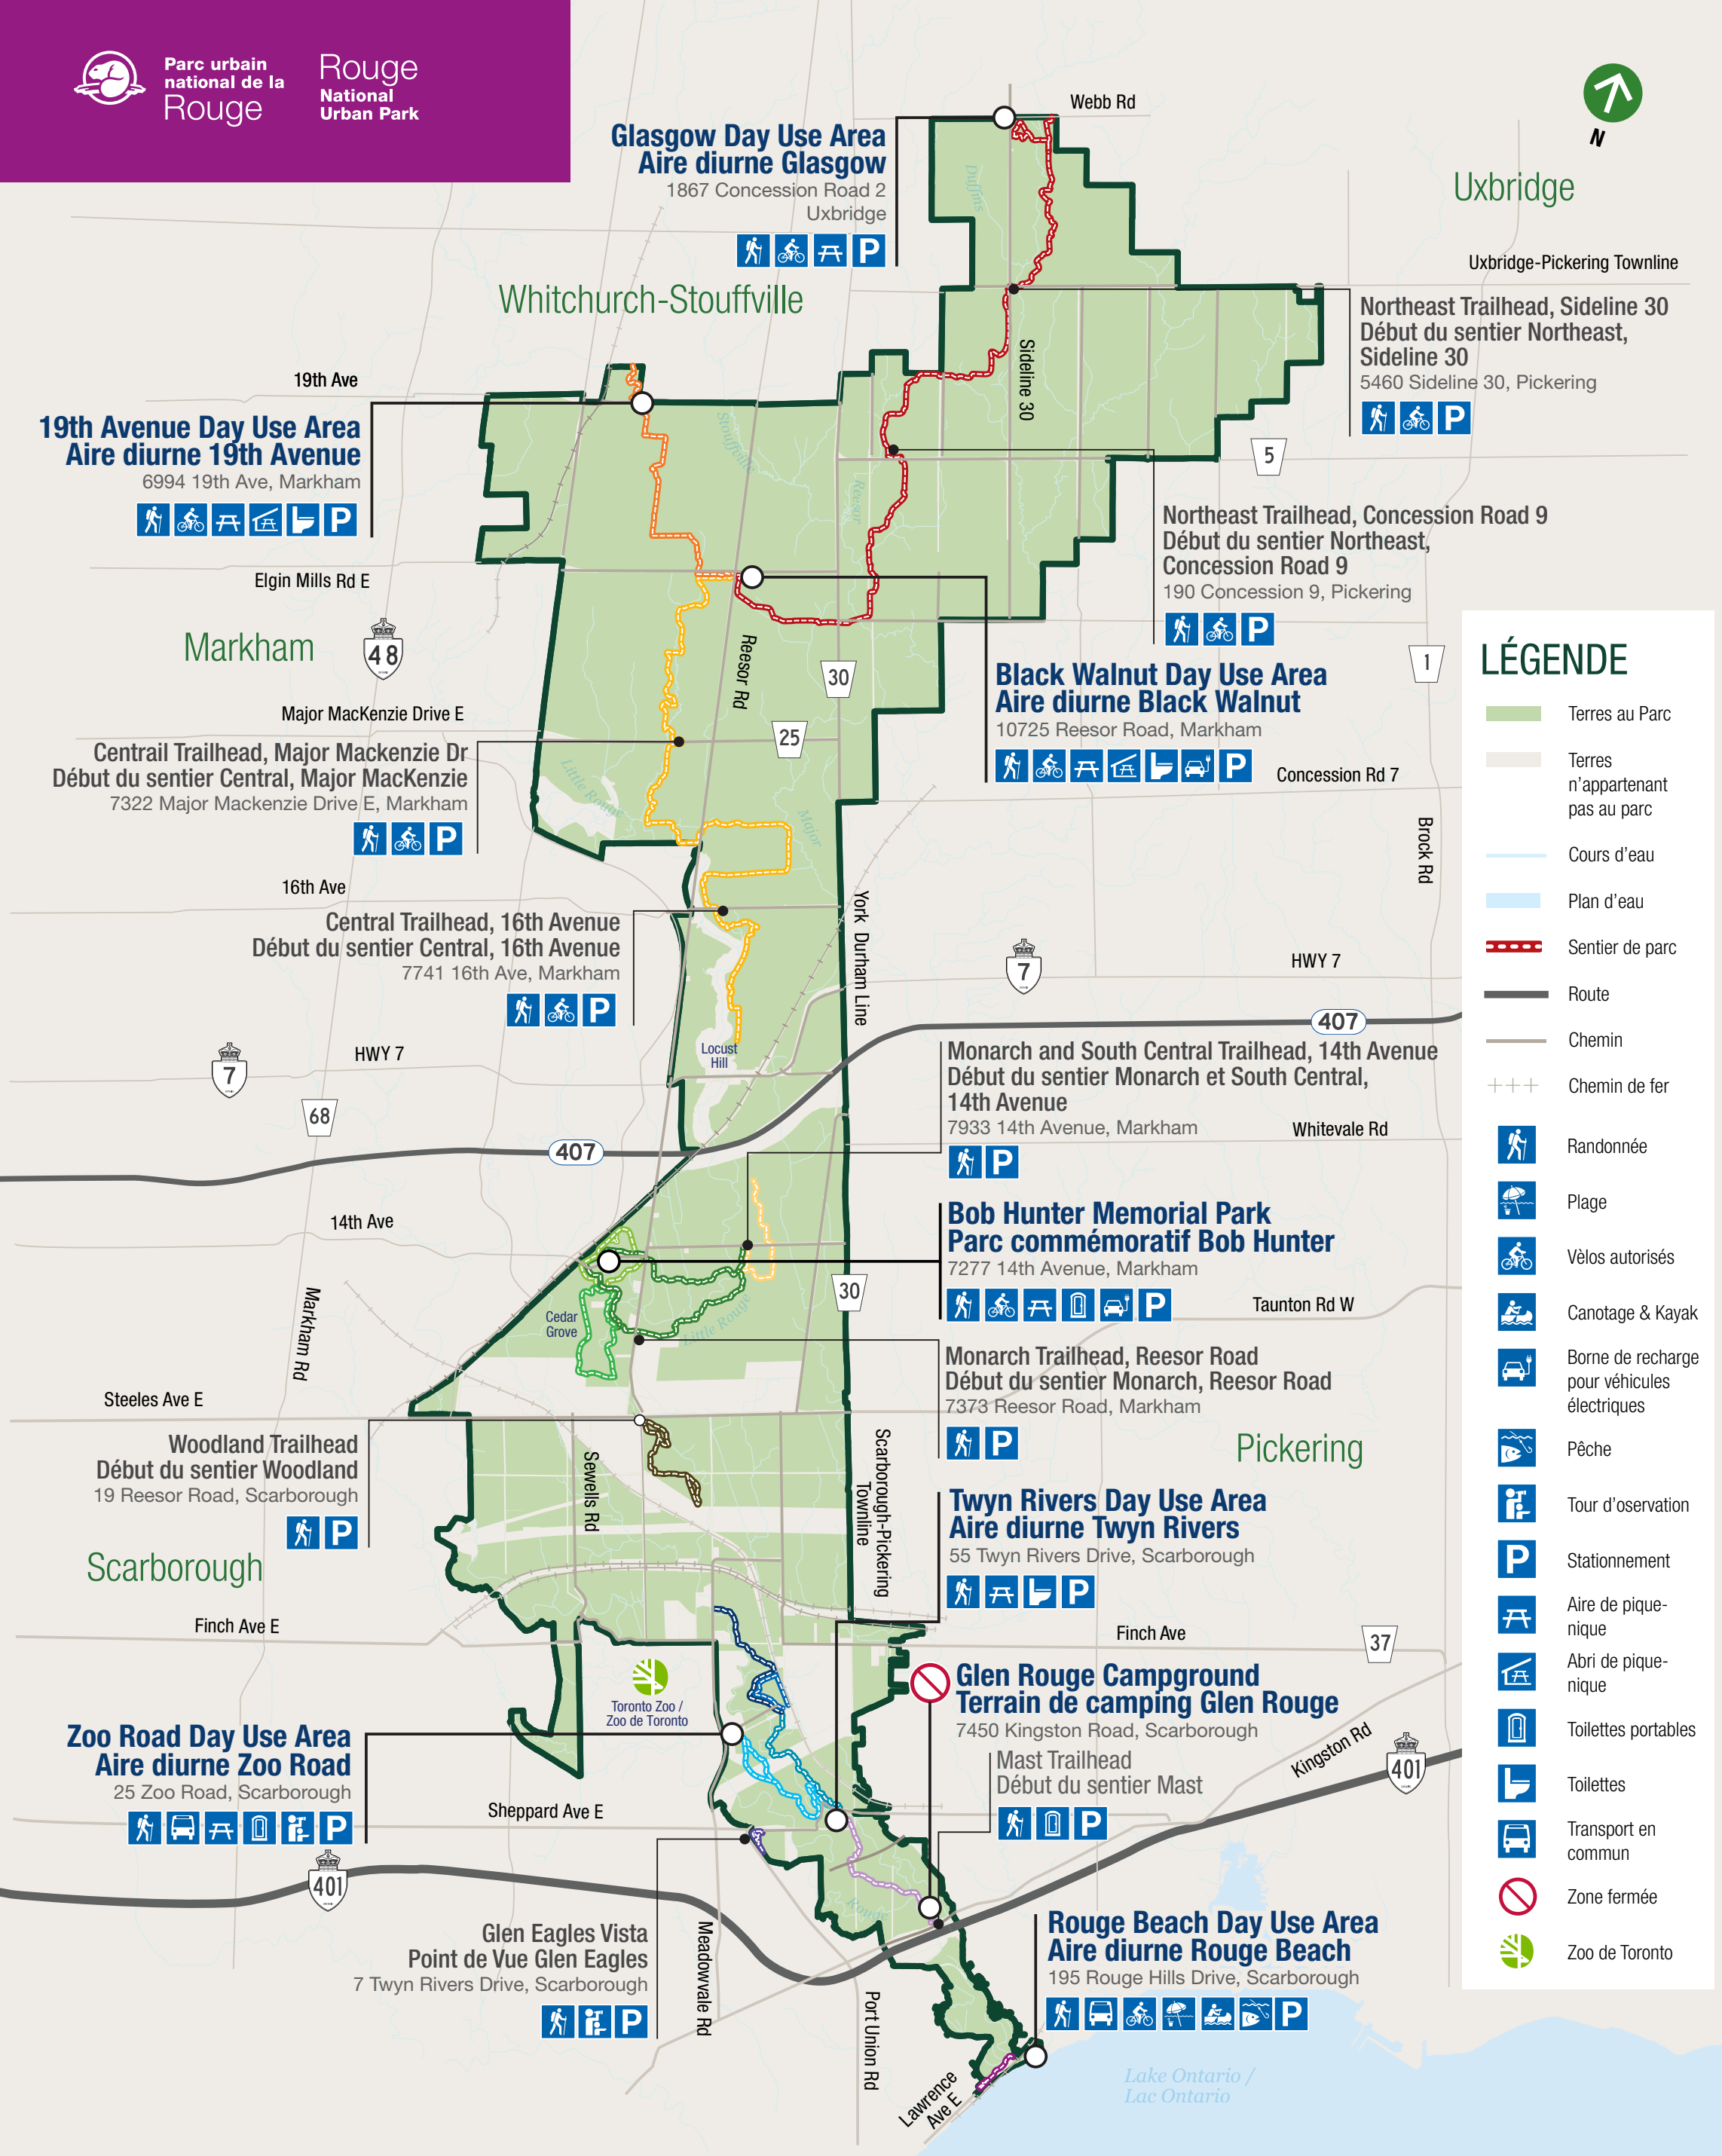 Parc urbain
national de la
Rouge
Rouge
National
Urban Park
N
Webb Rd
Glasgow Day Use Area
Aire diurne Glasgow
1867 Concession Road 2
Uxbridge
P
Duffins
Uxbridge
Uxbridge-Pickering Townline
Whitchurch-Stouffville
Northeast Trailhead, Sideline 30
Début du sentier Northeast,
Sideline 30
5460 Sideline 30, Pickering
P
Sideline 30
19th Ave
19th Avenue Day Use Area
Aire diurne 19th Avenue
6994 19th Ave, Markham
P
Stouffville
Reesor
5
Northeast Trailhead, Concession Road 9
Début du sentier Northeast,
Concession Road 9
190 Concession 9, Pickering
P
Elgin Mills Rd E
Markham
48
Reesor Rd
30
1
Black Walnut Day Use Area
Aire diurne Black Walnut
10725 Reesor Road, Markham
P
Concession Rd 7
Major MacKenzie Drive E
25
Centrail Trailhead, Major Mackenzie Dr
Début du sentier Central, Major MacKenzie
7322 Major Mackenzie Drive E, Markham
P
Little Rouge
Major
Brock Rd
16th Ave
Central Trailhead, 16th Avenue
Début du sentier Central, 16th Avenue
7741 16th Ave, Markham
P
York Durham Line
7
HWY 7
407
Locust
Hill
HWY 7
7
68
407
Monarch and South Central Trailhead, 14th Avenue
Début du sentier Monarch et South Central,
14th Avenue
7933 14th Avenue, Markham
P
Whitevale Rd
14th Ave
Bob Hunter Memorial Park
Parc commémoratif Bob Hunter
7277 14th Avenue, Markham
P
30
Taunton Rd W
Cedar
Grove
Little Rouge
Markham Rd
Monarch Trailhead, Reesor Road
Début du sentier Monarch, Reesor Road
7373 Reesor Road, Markham
P
Steeles Ave E
Pickering
Woodland Trailhead
Début du sentier Woodland
19 Reesor Road, Scarborough
P
Sewells Rd
Scarborough-Pickering
Townline
Twyn Rivers Day Use Area
Aire diurne Twyn Rivers
55 Twyn Rivers Drive, Scarborough
P
Scarborough
Finch Ave E
Finch Ave
37
Toronto Zoo /
Zoo de Toronto
Glen Rouge Campground
Terrain de camping Glen Rouge
7450 Kingston Road, Scarborough
Kingston Rd
401
Zoo Road Day Use Area
Aire diurne Zoo Road
25 Zoo Road, Scarborough
P
Mast Trailhead
Début du sentier Mast
P
Sheppard Ave E
401
Rouge
Glen Eagles Vista
Point de Vue Glen Eagles
7 Twyn Rivers Drive, Scarborough
P
Meadowvale Rd
Port Union Rd
Rouge Beach Day Use Area
Aire diurne Rouge Beach
195 Rouge Hills Drive, Scarborough
P
Lawrence
Ave E
Lake Ontario /
Lac Ontario
LÉGENDE
Terres au Parc
Terres
n'appartenant
pas au parc
Cours d'eau
Plan d'eau
Sentier de parc
Route
Chemin
Chemin de fer
Randonnée
Plage
Vèlos autorisés
Canotage & Kayak
Borne de recharge
pour véhicules
électriques
Pêche
Tour d'oservation
P
Stationnement
Aire de pique-
nique
Abri de pique-
nique
Toilettes portables
Toilettes
Transport en
commun
Zone fermée
Zoo de Toronto